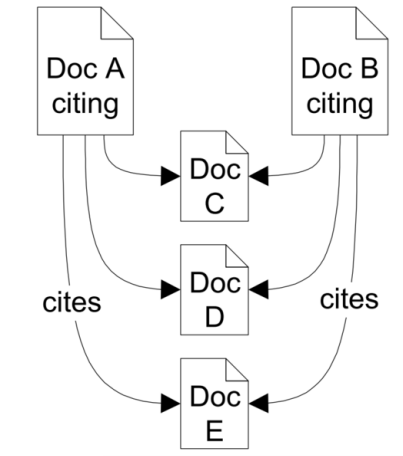 Doc A
citing
Doc B
citing
Doc
C
Doc
D
cites
cites
Doc
E